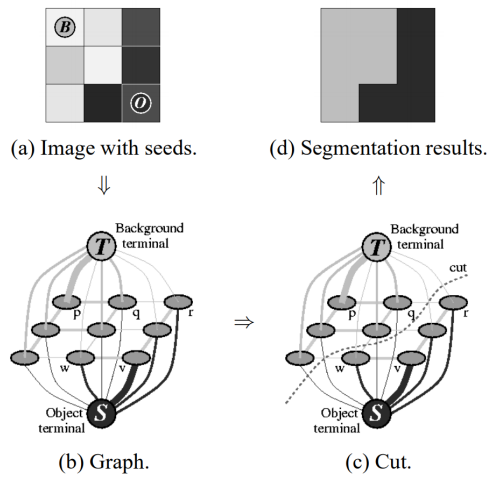 B
O
(a) Image with seeds.
(d) Segmentation results.
Background
terminal
T
p
q
r
w
v
Object
terminal
S
(b) Graph.
Background
terminal
T
cut
p
q
r
w
v
Object
terminal
S
(c) Cut.